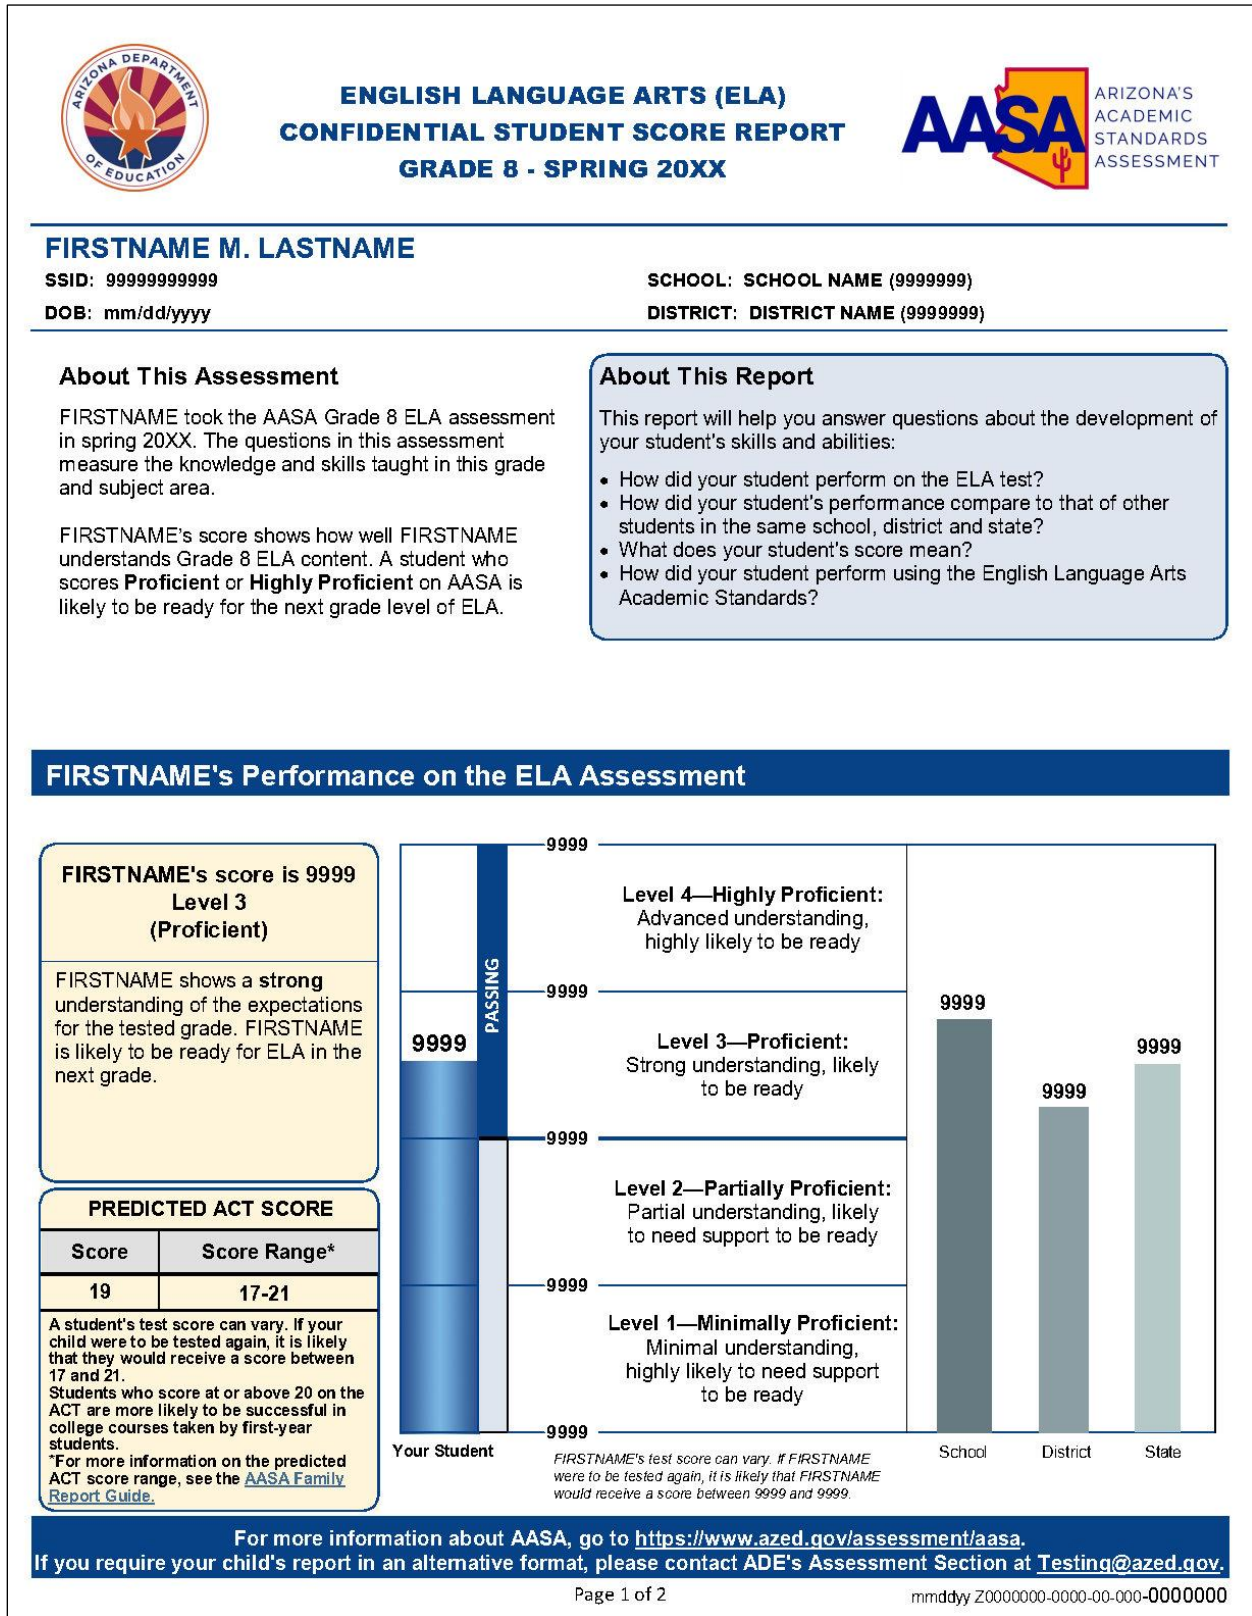 ARIZONA DEPARTMENT
OF EDUCATION
ENGLISH LANGUAGE ARTS (ELA)
CONFIDENTIAL STUDENT SCORE REPORT
GRADE 8 - SPRING 20XX
AASA
ARIZONA'S
ACADEMIC
STANDARDS
ASSESSMENT
FIRSTNAME M. LASTNAME
SSID: 99999999999
DOB: mm/dd/yyyy
SCHOOL: SCHOOL NAME (9999999)
DISTRICT: DISTRICT NAME (9999999)
About This Assessment
FIRSTNAME took the AASA Grade 8 ELA assessment
in spring 20XX. The questions in this assessment
measure the knowledge and skills taught in this grade
and subject area.
FIRSTNAME's score shows how well FIRSTNAME
understands Grade 8 ELA content. A student who
scores Proficient or Highly Proficient on AASA is
likely to be ready for the next grade level of ELA.
About This Report
This report will help you answer questions about the development of
your student's skills and abilities:
• How did your student perform on the ELA test?
• How did your student's performance compare to that of other
students in the same school, district and state?
• What does your student's score mean?
• How did your student perform using the English Language Arts
Academic Standards?
FIRSTNAME's Performance on the ELA Assessment
FIRSTNAME's score is 9999
Level 3
(Proficient)
FIRSTNAME shows a strong
understanding of the expectations
for the tested grade. FIRSTNAME
is likely to be ready for ELA in the
next grade.
PREDICTED ACT SCORE
Score Score Range*
19 17-21
A student's test score can vary. If your
child were to be tested again, it is likely
that they would receive a score between
17 and 21.
Students who score at or above 20 on the
ACT are more likely to be successful in
college courses taken by first-year
students.
*For more information on the predicted
ACT score range, see the AASA Family
Report Guide.
9999
PASSING
Your Student
9999
Level 4—Highly Proficient:
Advanced understanding,
highly likely to be ready
9999
Level 3—Proficient:
Strong understanding, likely
to be ready
9999
Level 2—Partially Proficient:
Partial understanding, likely
to need support to be ready
9999
Level 1—Minimally Proficient:
Minimal understanding,
highly likely to need support
to be ready
9999
FIRSTNAME's test score can vary. If FIRSTNAME
were to be tested again, it is likely that FIRSTNAME
would receive a score between 9999 and 9999.
9999
9999
9999
School District State
For more information about AASA, go to https://www.azed.gov/assessment/aasa.
If you require your child's report in an alternative format, please contact ADE's Assessment Section at Testing@azed.gov.
Page 1 of 2
mmddyy Z0000000-0000-00-000-0000000